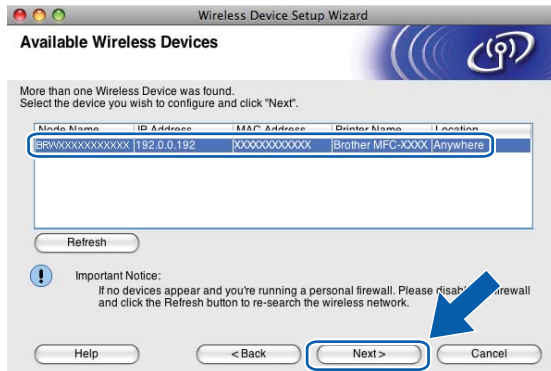 Wireless Device Setup Wizard
Available Wireless Devices
More than one Wireless Device was found.
Select the device you wish to configure and click "Next".
Node Name IP Address MAC Address Printer Name Location
BRWXXXXXXXXXXX 192.0.0.192 XXXXXXXXXXXX Brother MFC-XXXX Anywhere
Refresh
Important Notice:
If no devices appear and you're running a personal firewall. Please firewall
and click the Refresh button to re-search the wireless network.
Help < Back Next > Cancel